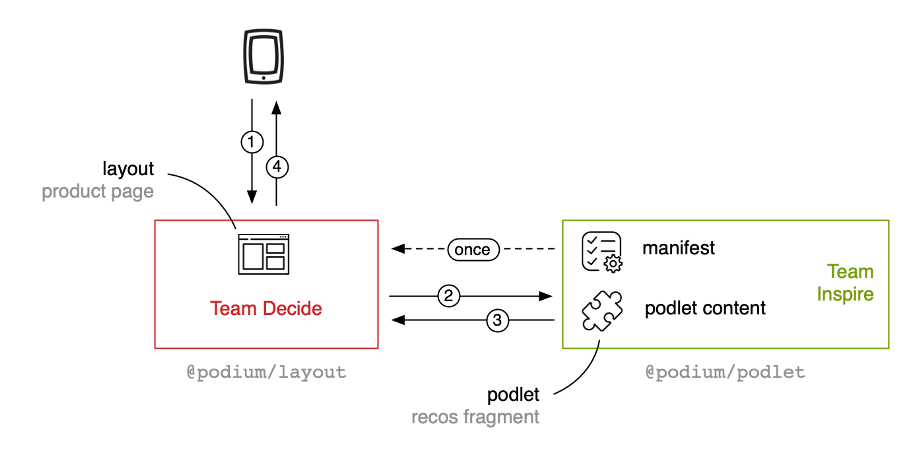 1
4
layout
product page
once
manifest
Team
Inspire
Team Decide
2
3
podlet content
@podium/layout
@podium/podlet
podlet
recos fragment